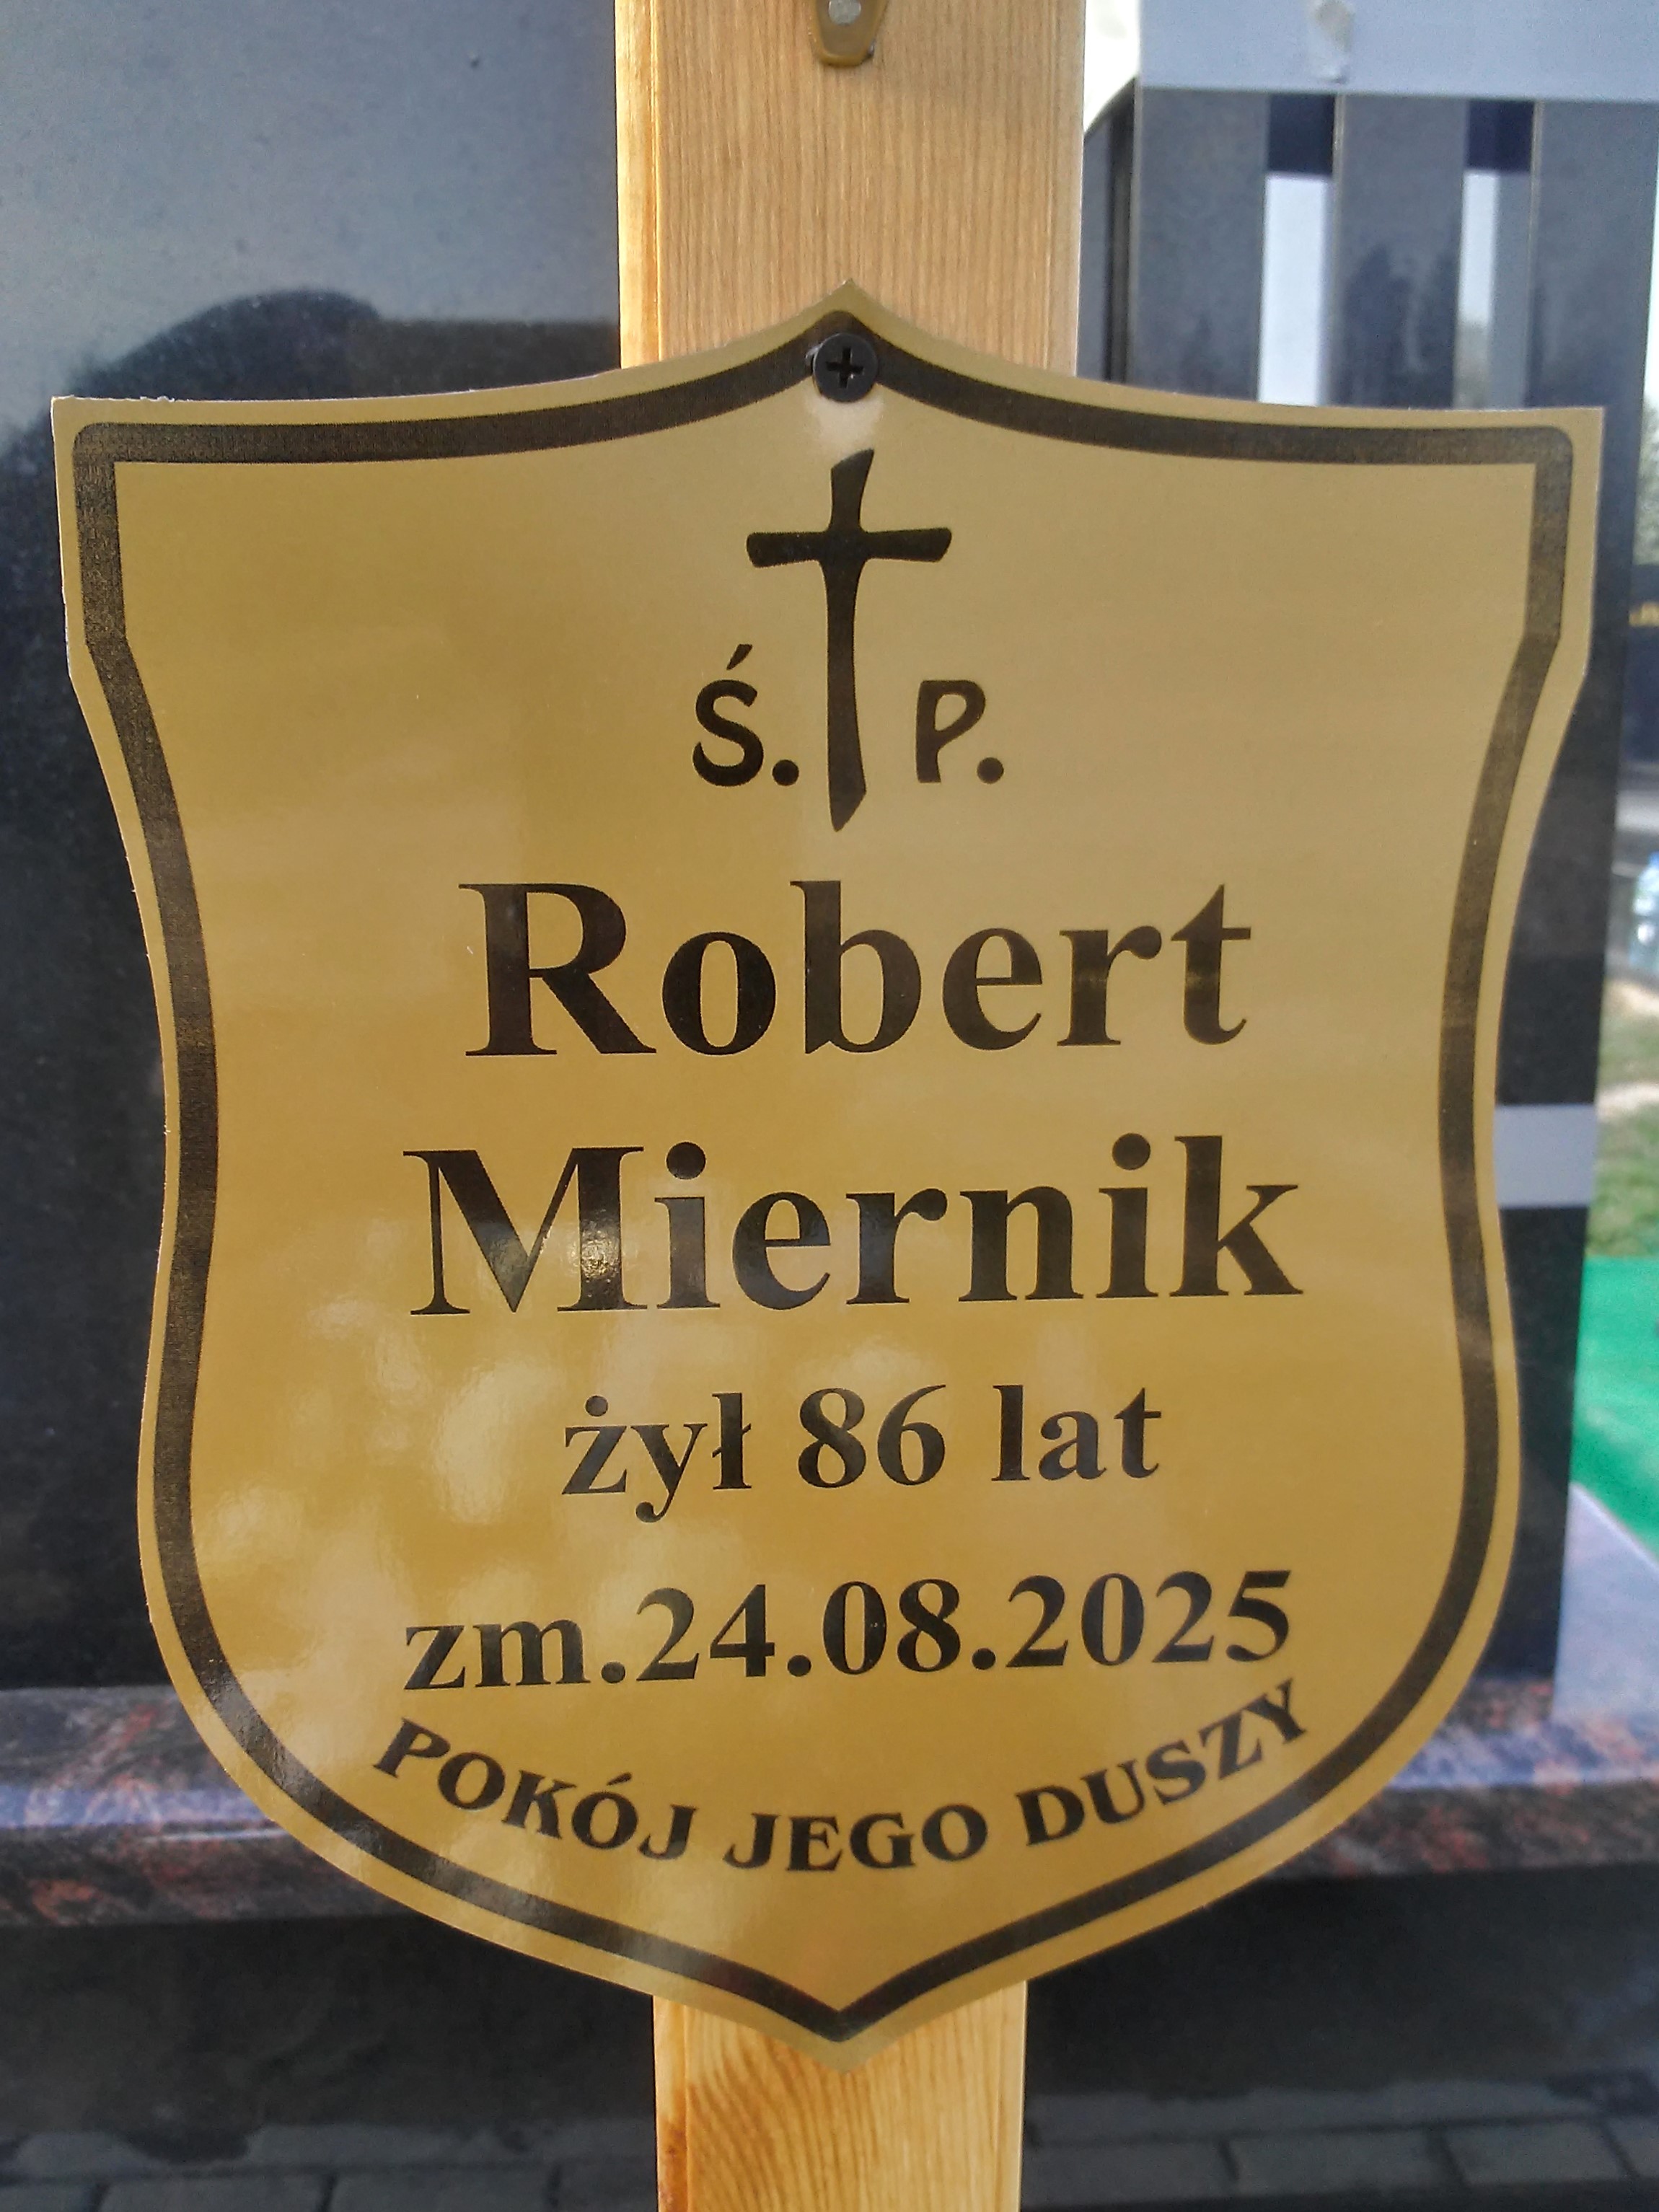 Ś. P.
Robert
Miernik
żył 86 lat
zm.24.08.2025
POKÓJ JEGO DUSZY